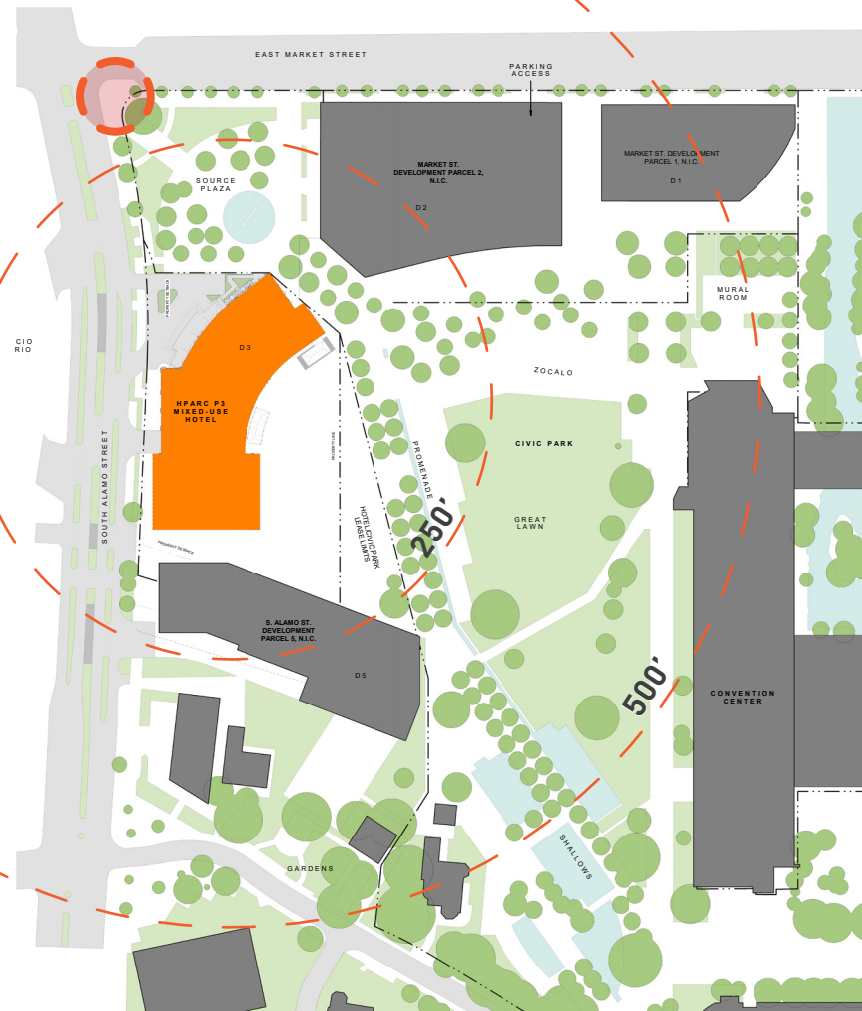 EAST MARKET STREET
PARKING
ACCESS
MARKET ST.
DEVELOPMENT PARCEL 2,
N.I.C.
D2
MARKET ST. DEVELOPMENT
PARCEL 1, N.I.C.
D1
SOURCE
PLAZA
MURAL
ROOM
CIO
RIO
D3
HPARC P3
MIXED-USE
HOTEL
ZOCALO
CIVIC PARK
PROMENADE
PROPERTY LINE
GREAT
LAWN
SOUTH ALAMO STREET
HOTEL/CIVIC PARK
LEASE LIMITS
250'
S. ALAMO ST.
DEVELOPMENT
PARCEL 5, N.I.C.
D5
500'
CONVENTION
CENTER
SHALLOWS
GARDENS